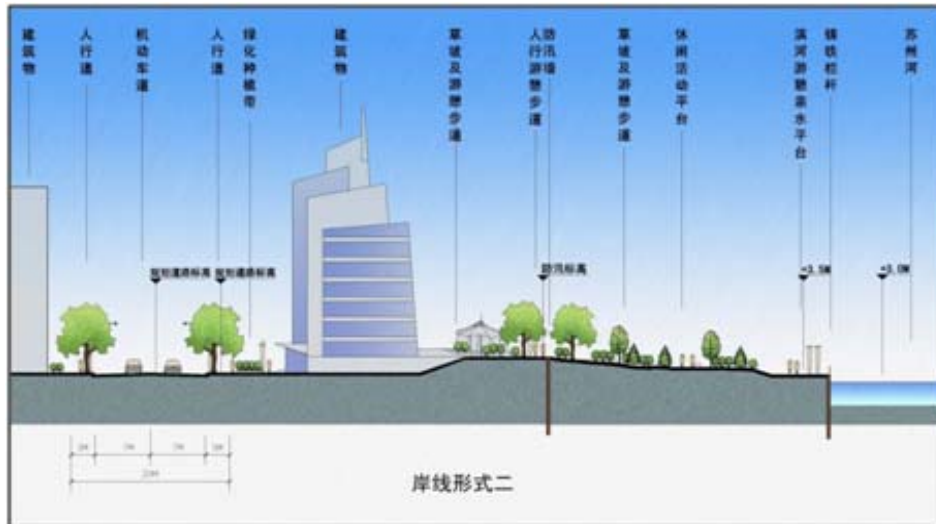 建筑物
人行道
机动车道
人行道
绿化种植带
建筑物
草坡及游憩步道
人行游憩步道
防汛墙
草坡及游憩步道
休闲活动平台
滨河游憩亲水平台
铸铁栏杆
苏州河
规划道路标高
规划道路标高
防汛标高
+3.5M
+3.0M
岸线形式二